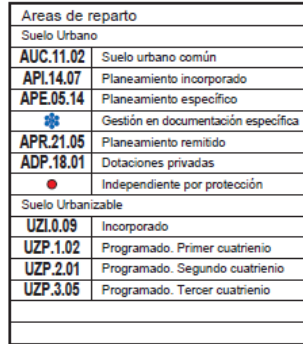 Areas de reparto
Suelo Urbano
AUC.11.02 Suelo urbano común
API.14.07 Planeamiento incorporado
APE.05.14 Planeamiento específico
Gestión en documentación específica
APR.21.05 Planeamiento remitido
ADP.18.01 Dotaciones privadas
Independiente por protección
Suelo Urbanizable
UZI.0.09 Incorporado
UZP.1.02 Programado. Primer cuatrienio
UZP.2.01 Programado. Segundo cuatrienio
UZP.3.05 Programado. Tercer cuatrienio